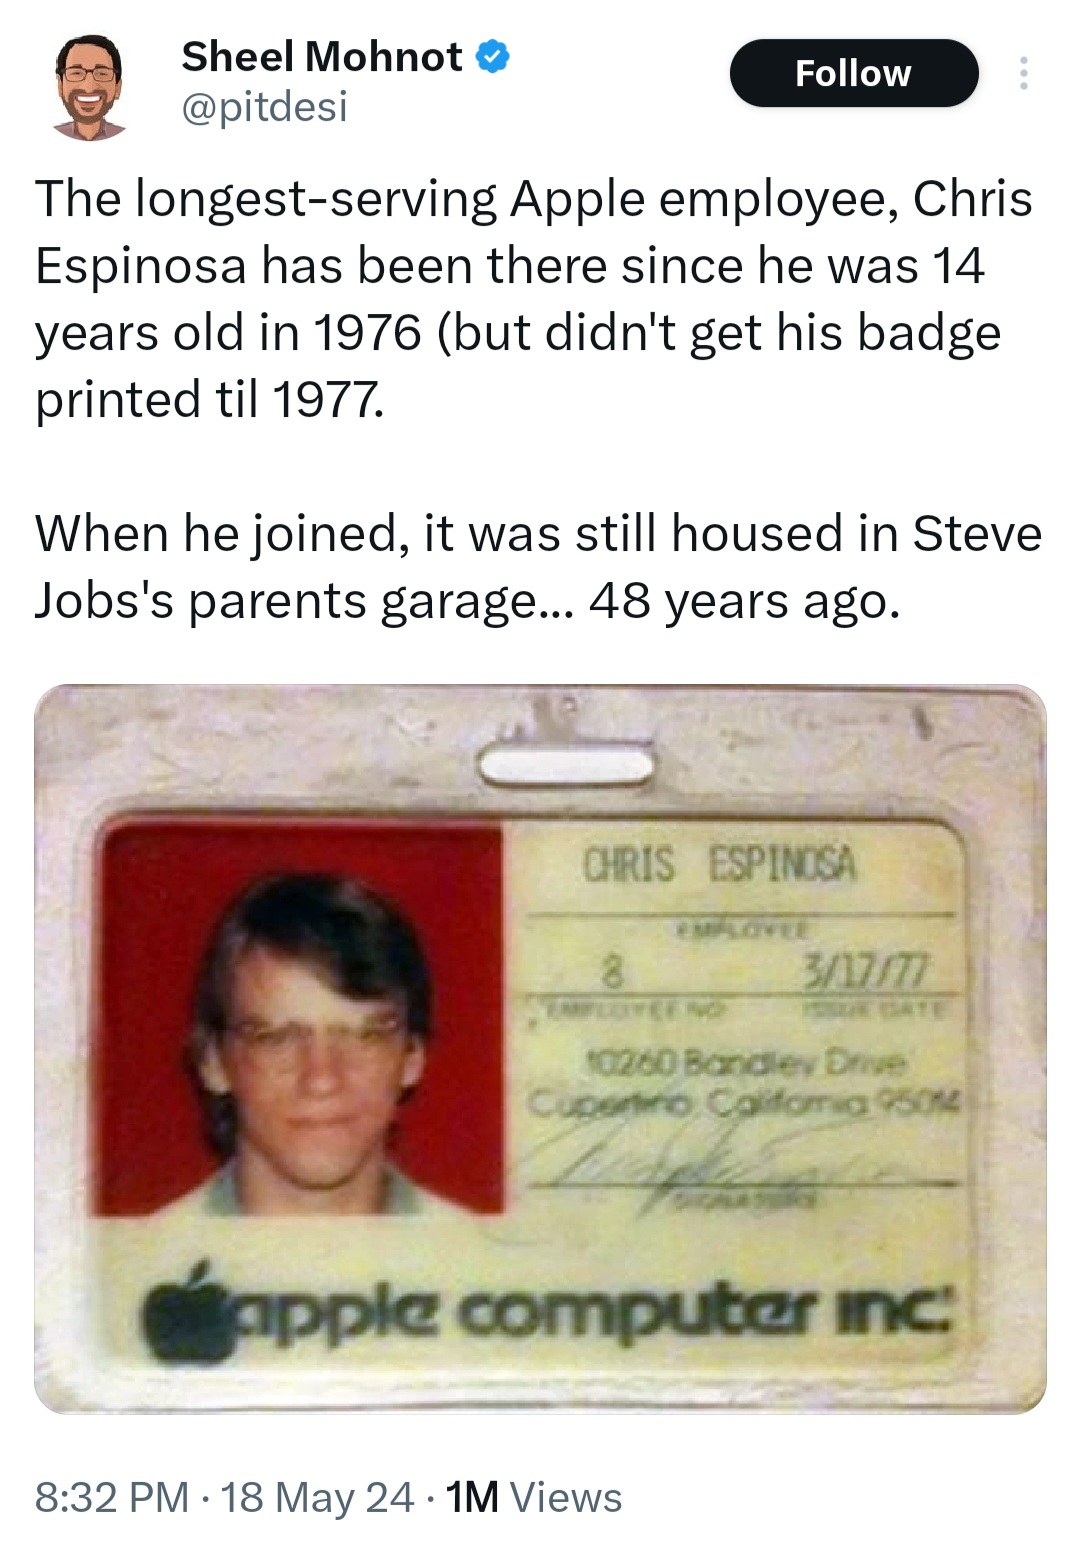 Sheel Mohnot
@pitdesi
Follow
The longest-serving Apple employee, Chris
Espinosa has been there since he was 14
years old in 1976 (but didn't get his badge
printed til 1977.
When he joined, it was still housed in Steve
Jobs's parents garage... 48 years ago.
CHRIS ESPINOSA
EMPLOYEE
8 3/17/77
EMPLOYEE NO ISSUE DATE
10260 Bandley Drive
Cupertino California 95014
SIGNATURE
apple computer inc.
8:32 PM · 18 May 24 · 1M Views